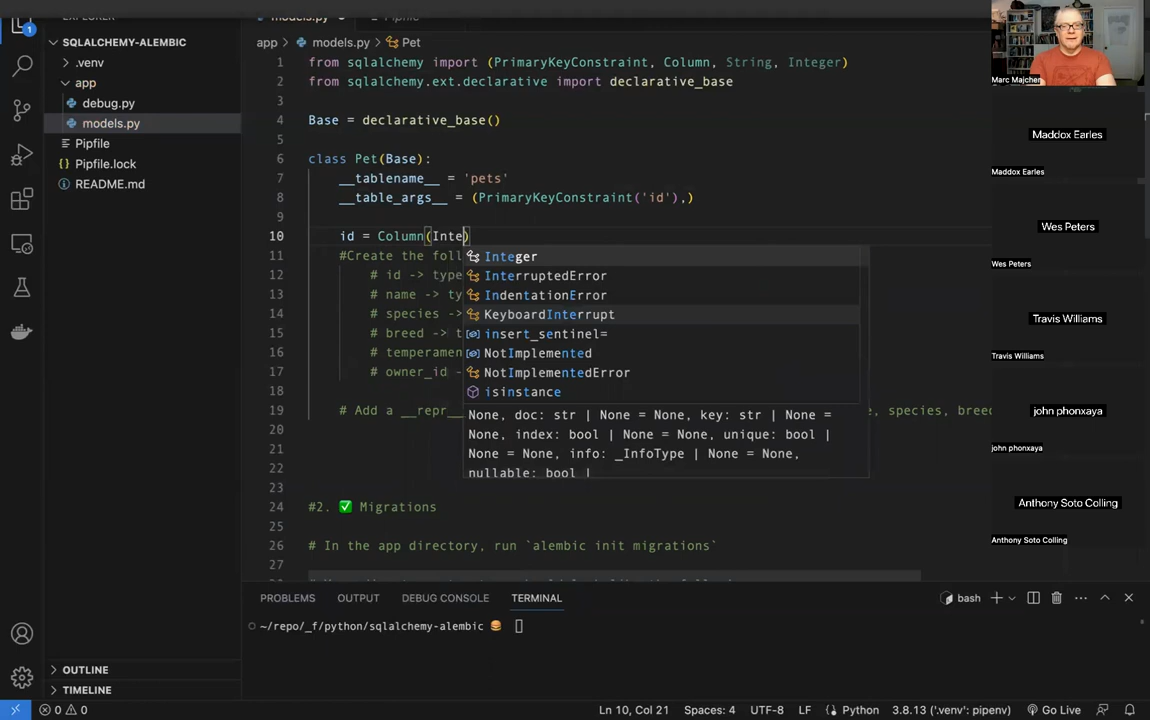 EXPLORER
models.py
Pipfile
SQLALCHEMY-ALEMBIC
.venv
app
debug.py
models.py
Pipfile
Pipfile.lock
README.md
OUTLINE
TIMELINE
1
app > models.py > Pet
1 from sqlalchemy import (PrimaryKeyConstraint, Column, String, Integer)
2 from sqlalchemy.ext.declarative import declarative_base
3
4 Base = declarative_base()
5
6 class Pet(Base):
7 __tablename__ = 'pets'
8 __table_args__ = (PrimaryKeyConstraint('id'),)
9
10 id = Column(Inte)
11 #Create the foll
12 # id -> type
13 # name -> ty
14 # species ->
15 # breed -> t
16 # temperamen
17 # owner_id -
18
19 # Add a __repr__ e, species, breed
20
21
22
23
24 #2. ✅ Migrations
25
26 # In the app directory, run `alembic init migrations`
27
Integer
InterruptedError
IndentationError
KeyboardInterrupt
insert_sentinel=
NotImplemented
NotImplementedError
isinstance
None, doc: str | None = None, key: str | None =
None, index: bool | None = None, unique: bool |
None = None, info: _InfoType | None = None,
nullable: bool |
PROBLEMS OUTPUT DEBUG CONSOLE TERMINAL
bash
~/repo/_f/python/sqlalchemy-alembic 🍔
0 0
Ln 10, Col 21 Spaces: 4 UTF-8 LF Python 3.8.13 ('.venv': pipenv) Go Live
Marc Majcher
Maddox Earles
Maddox Earles
Wes Peters
Wes Peters
Travis Williams
Travis Williams
john phonxaya
john phonxaya
Anthony Soto Colling
Anthony Soto Colling